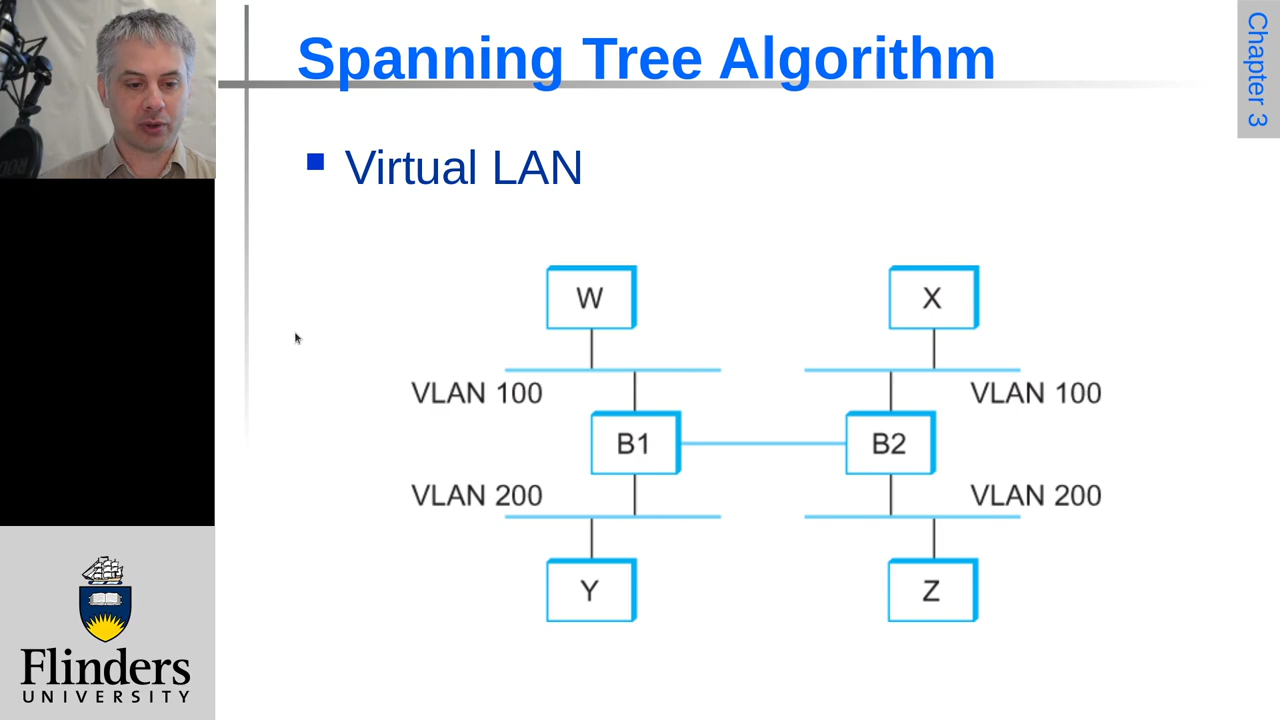 Spanning Tree Algorithm
Chapter 3
Virtual LAN
W
X
VLAN 100
VLAN 100
B1
B2
VLAN 200
VLAN 200
Y
Z
Flinders
UNIVERSITY